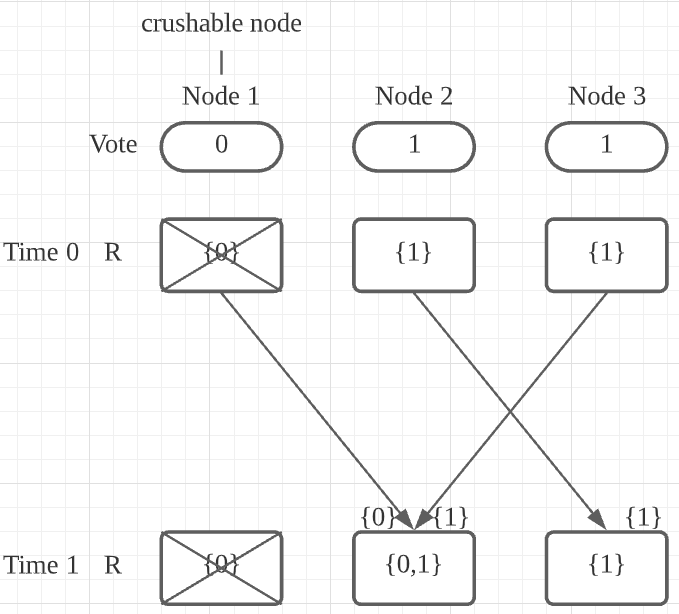 crushable node
Node 1 Node 2 Node 3
Vote 0 1 1
Time 0 R {0} {1} {1}
{0} {1} {1}
Time 1 R {0} {0,1} {1}